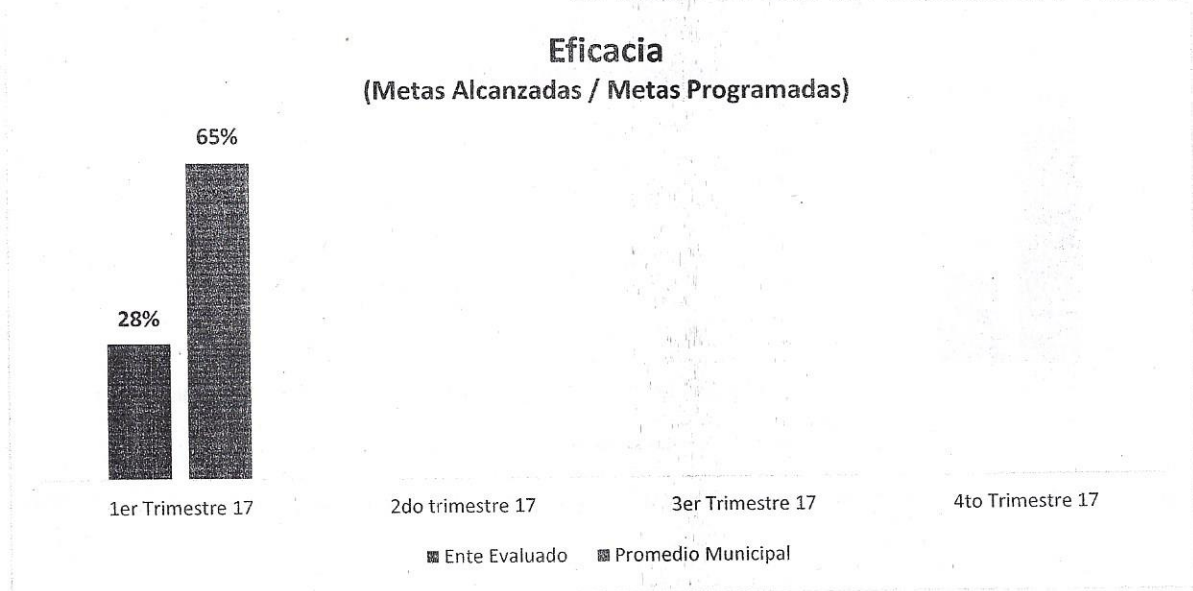 Eficacia
(Metas Alcanzadas / Metas Programadas)
65%
28%
1er Trimestre 17
2do trimestre 17
3er Trimestre 17
4to Trimestre 17
Ente Evaluado
Promedio Municipal